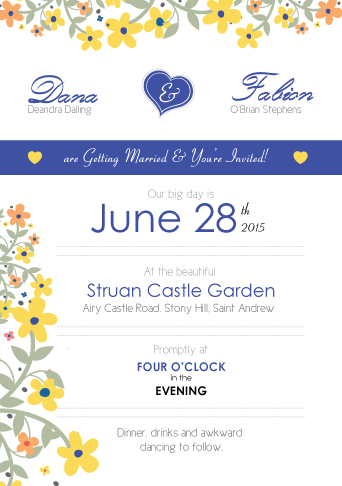 Dana & Fabion
Deandra Dalling O'Brian Stephens
are Getting Married & You're Invited!
Our big day is
June 28th 2015
At the beautiful
Struan Castle Garden
Airy Castle Road, Stony Hill, Saint Andrew
Promptly at
FOUR O'CLOCK
in the
EVENING
Dinner, drinks and awkward
dancing to follow.